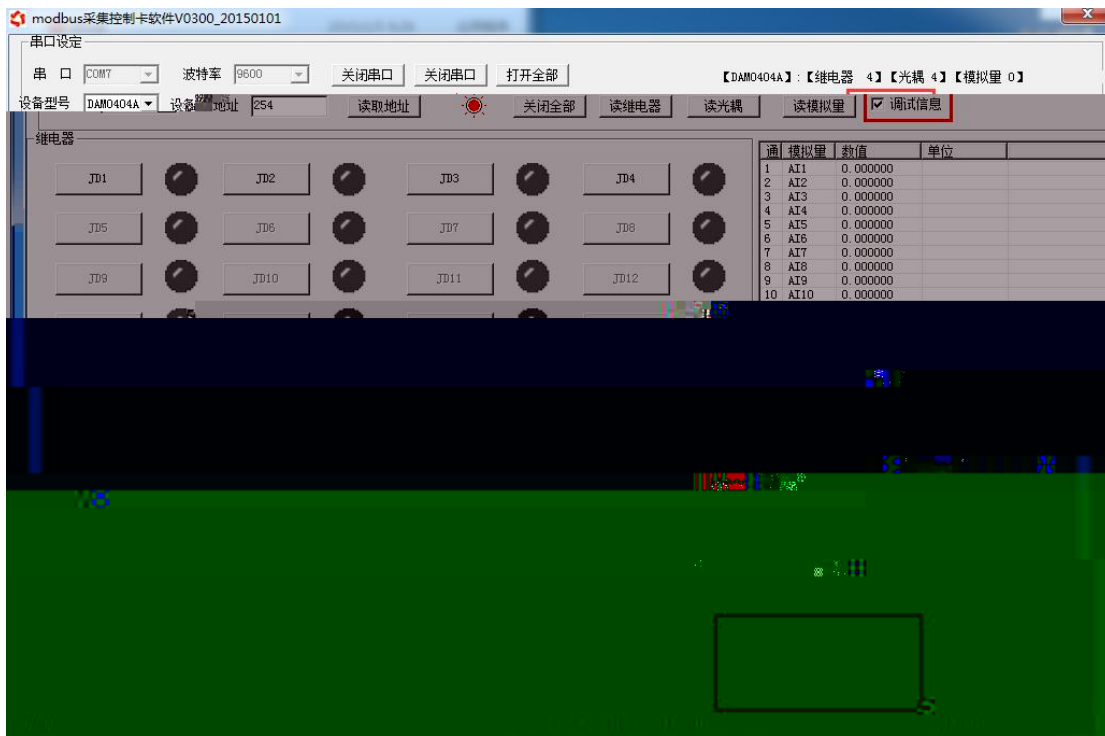 modbus采集控制卡软件V0300_20150101
串口设定
串 口 COM7 波特率 9600 关闭串口 关闭串口 打开全部 【DAM0404A】:【继电器 4】【光耦 4】【模拟量 0】
设备型号 DAM0404A 设备地址 254 读取地址 关闭全部 读继电器 读光耦 读模拟量 调试信息
继电器
通 模拟量 数值 单位
JD1 JD2 JD3 JD4
JD5 JD6 JD7 JD8
JD9 JD10 JD11 JD12
1 AI1 0.000000
2 AI2 0.000000
3 AI3 0.000000
4 AI4 0.000000
5 AI5 0.000000
6 AI6 0.000000
7 AI7 0.000000
8 AI8 0.000000
9 AI9 0.000000
10 AI10 0.000000